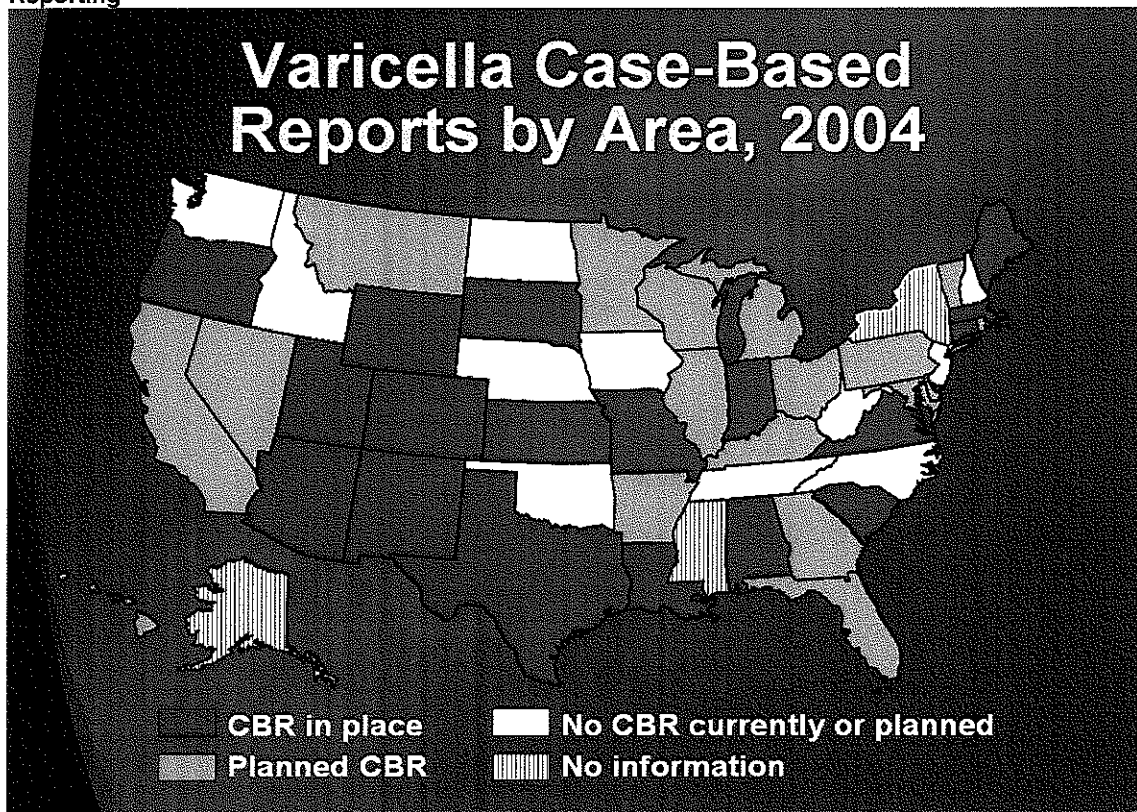 Reporting
Varicella Case-Based
Reports by Area, 2004
CBR in place
No CBR currently or planned
Planned CBR
No information